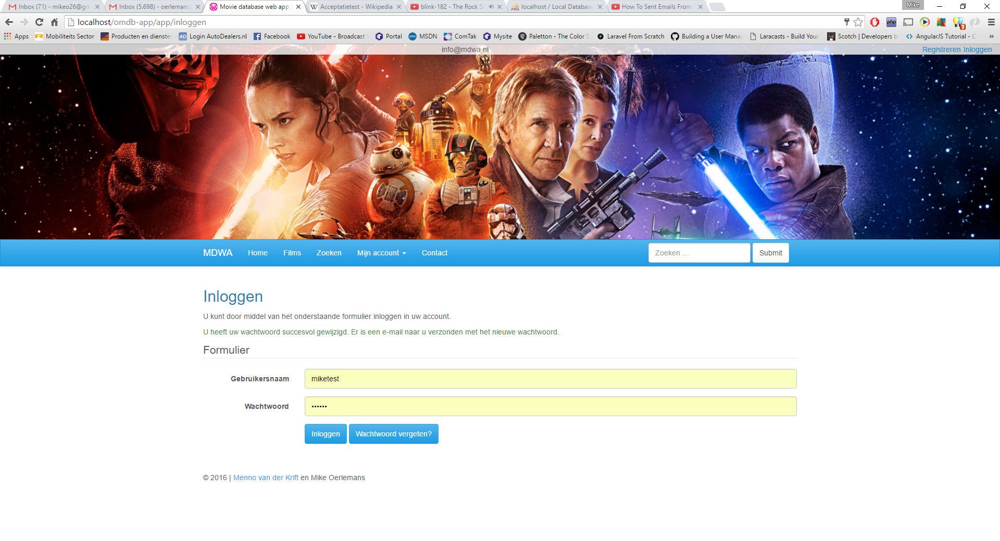 Inbox (71) - mikeo26@gm
Inbox (5.698) - oerlemans
Movie database web app
Acceptatietest - Wikipedia
blink-182 - The Rock S
localhost / Local Database
How To Sent Emails From
Mike
localhost/omdb-app/app/inloggen
php
3
Apps
Mobiliteits Sector
Producten en dienste
AD Login AutoDealers.nl
Facebook
YouTube - Broadcast
Portal
MSDN
ComTak
Mysite
Paletton - The Color S
Laravel From Scratch
Building a User Mana
Laracasts - Build Your
Scotch | Developers b
AngularJS Tutorial - C
»
info@mdwa.nl
Registreren Inloggen
MDWA
Home
Films
Zoeken
Mijn account
Contact
Zoeken ...
Submit
Inloggen
U kunt door middel van het onderstaande formulier inloggen in uw account.
U heeft uw wachtwoord succesvol gewijzigd. Er is een e-mail naar u verzonden met het nieuwe wachtwoord.
Formulier
Gebruikersnaam
miketest
Wachtwoord
••••••
Inloggen
Wachtwoord vergeten?
© 2016 | Menno van der Krift en Mike Oerlemans